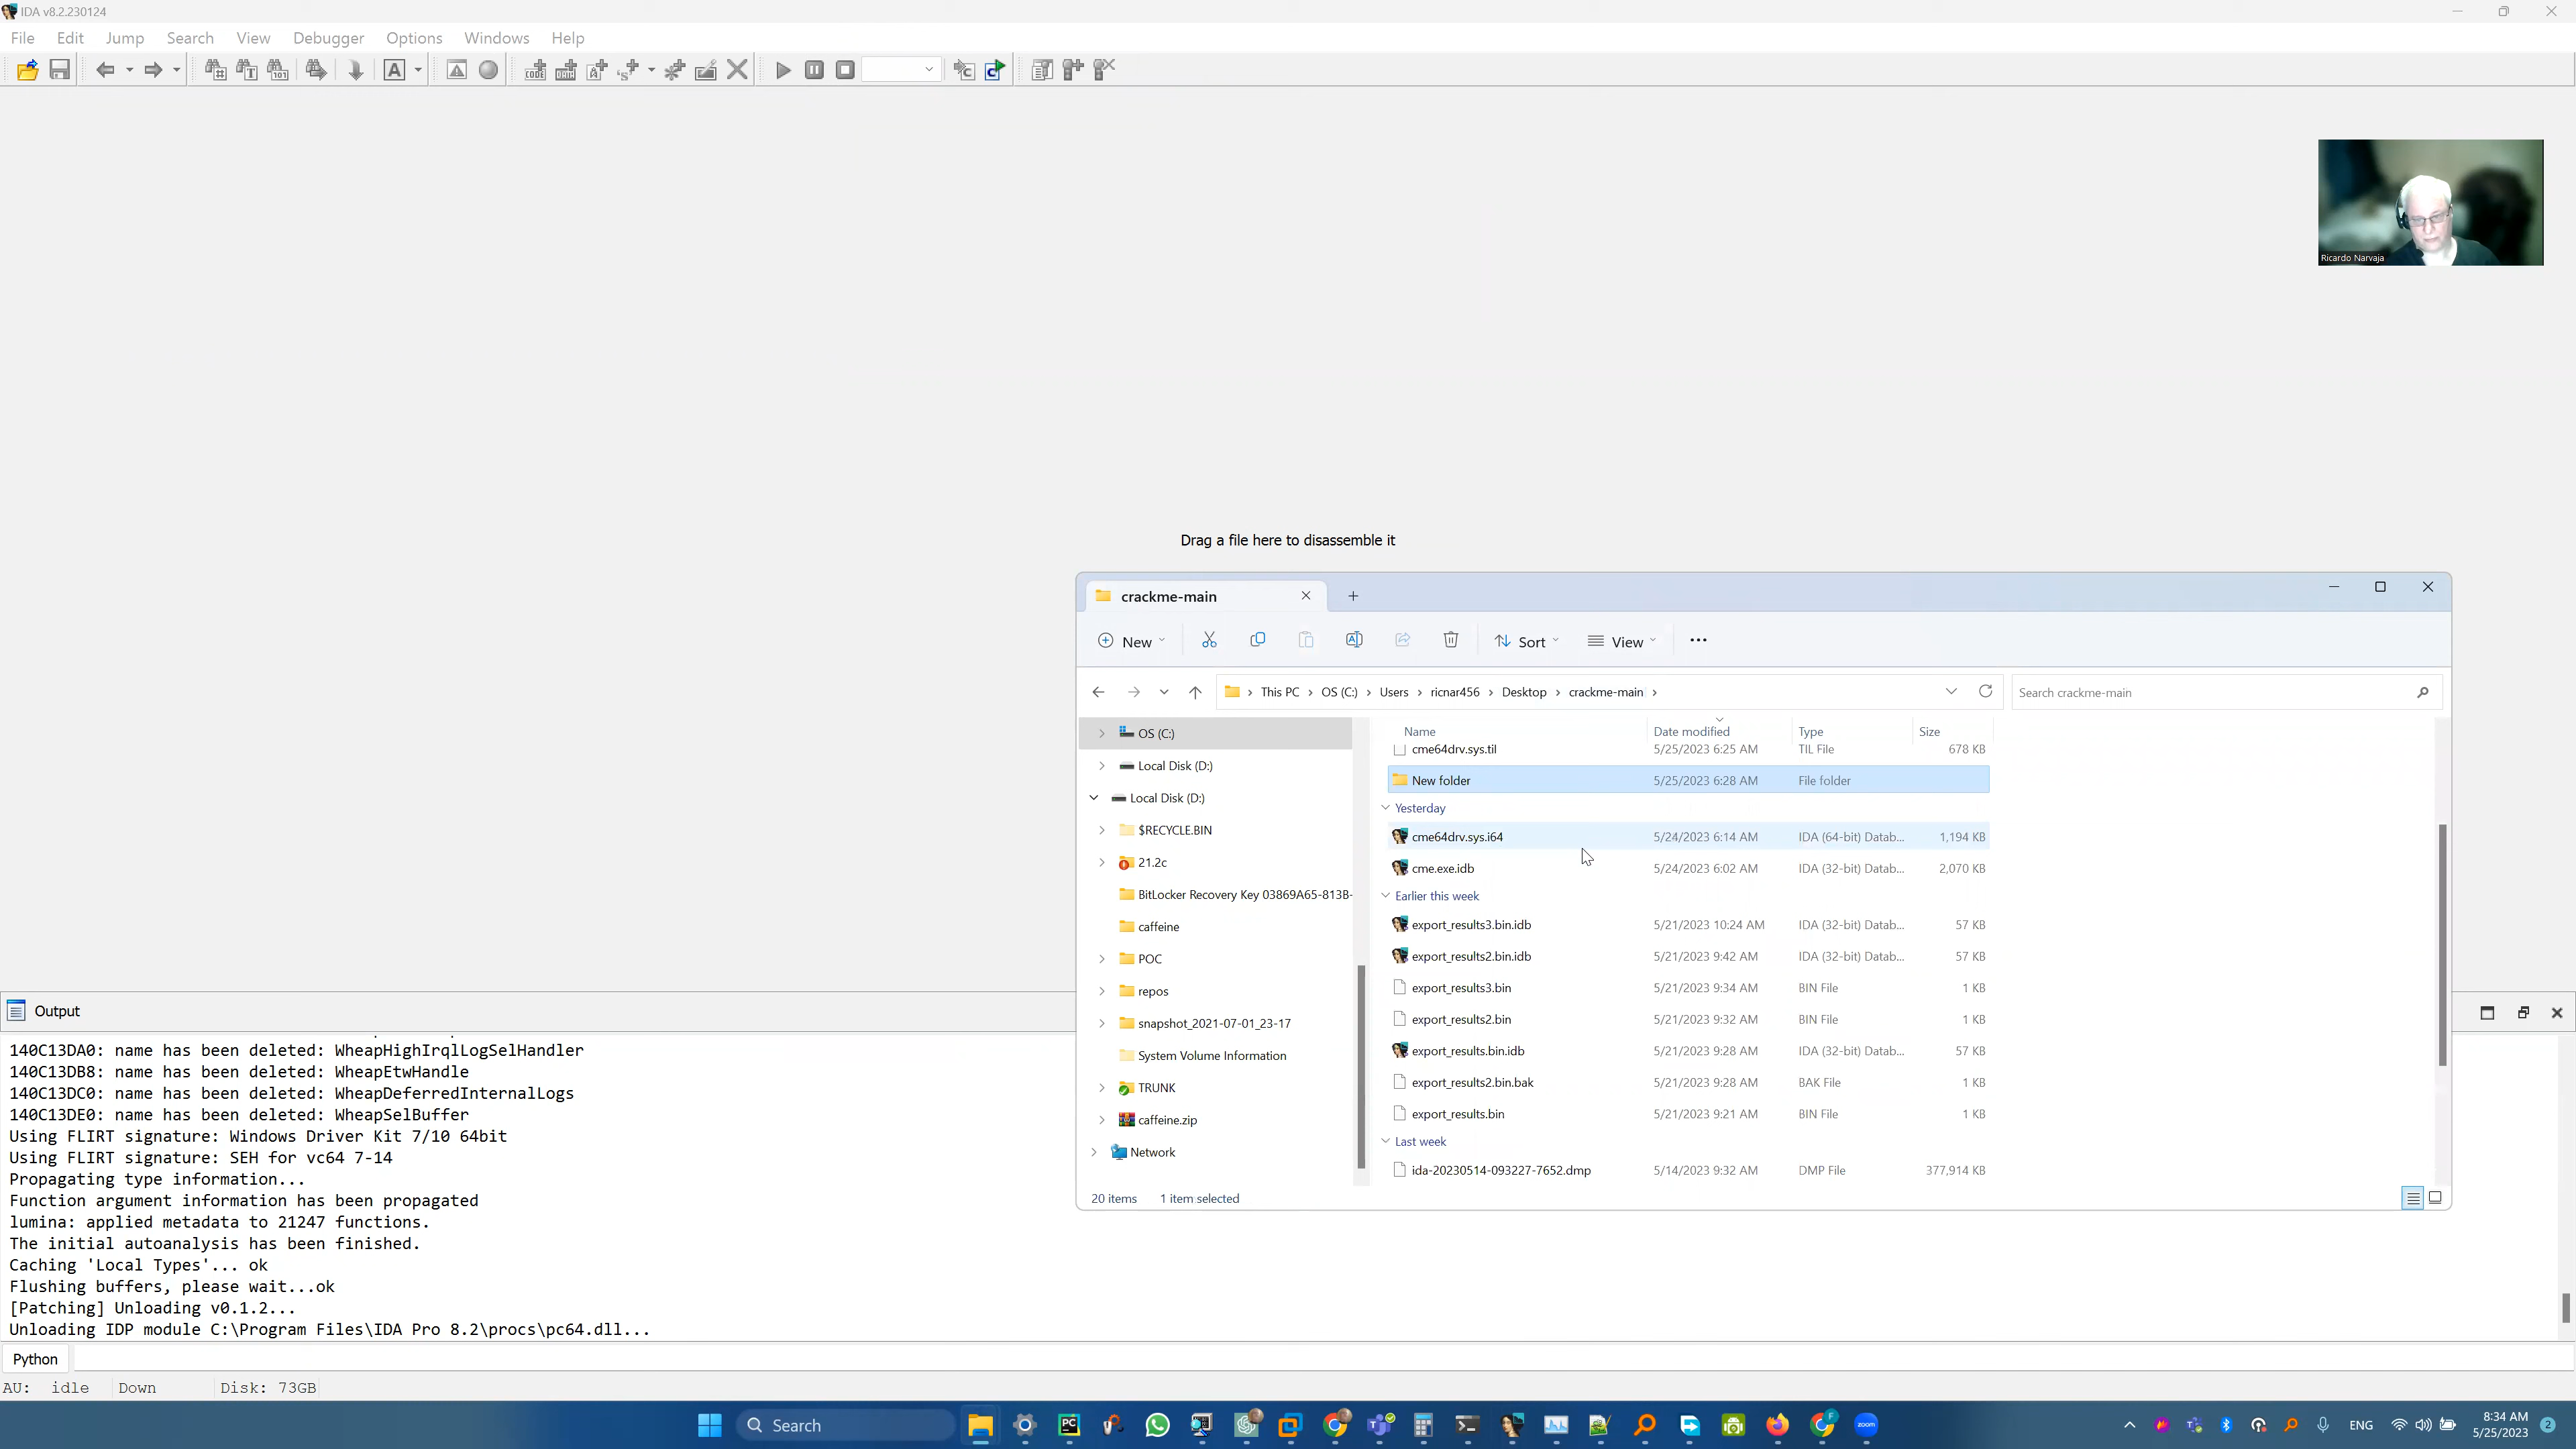 IDA v8.2.230124
File Edit Jump Search View Debugger Options Windows Help
Ricardo Narvaja
Drag a file here to disassemble it
crackme-main
New Sort View
This PC > OS (C:) > Users > ricnar456 > Desktop > crackme-main >
Search crackme-main
OS (C:)
Local Disk (D:)
Local Disk (D:)
$RECYCLE.BIN
21.2c
BitLocker Recovery Key 03869A65-813B-
caffeine
POC
repos
snapshot_2021-07-01_23-17
System Volume Information
TRUNK
caffeine.zip
Network
Name Date modified Type Size
cme64drv.sys.til 5/25/2023 6:25 AM TIL File 678 KB
New folder 5/25/2023 6:28 AM File folder
Yesterday
cme64drv.sys.i64 5/24/2023 6:14 AM IDA (64-bit) Datab... 1,194 KB
cme.exe.idb 5/24/2023 6:02 AM IDA (32-bit) Datab... 2,070 KB
Earlier this week
export_results3.bin.idb 5/21/2023 10:24 AM IDA (32-bit) Datab... 57 KB
export_results2.bin.idb 5/21/2023 9:42 AM IDA (32-bit) Datab... 57 KB
export_results3.bin 5/21/2023 9:34 AM BIN File 1 KB
export_results2.bin 5/21/2023 9:32 AM BIN File 1 KB
export_results.bin.idb 5/21/2023 9:28 AM IDA (32-bit) Datab... 57 KB
export_results2.bin.bak 5/21/2023 9:28 AM BAK File 1 KB
export_results.bin 5/21/2023 9:21 AM BIN File 1 KB
Last week
ida-20230514-093227-7652.dmp 5/14/2023 9:32 AM DMP File 377,914 KB
20 items 1 item selected
Output
140C13DA0: name has been deleted: WheapHighIrqlLogSelHandler
140C13DB8: name has been deleted: WheapEtwHandle
140C13DC0: name has been deleted: WheapDeferredInternalLogs
140C13DE0: name has been deleted: WheapSelBuffer
Using FLIRT signature: Windows Driver Kit 7/10 64bit
Using FLIRT signature: SEH for vc64 7-14
Propagating type information...
Function argument information has been propagated
lumina: applied metadata to 21247 functions.
The initial autoanalysis has been finished.
Caching 'Local Types'... ok
Flushing buffers, please wait...ok
[Patching] Unloading v0.1.2...
Unloading IDP module C:\Program Files\IDA Pro 8.2\procs\pc64.dll...
Python
AU: idle Down Disk: 73GB
Search
ENG
8:34 AM
5/25/2023
2